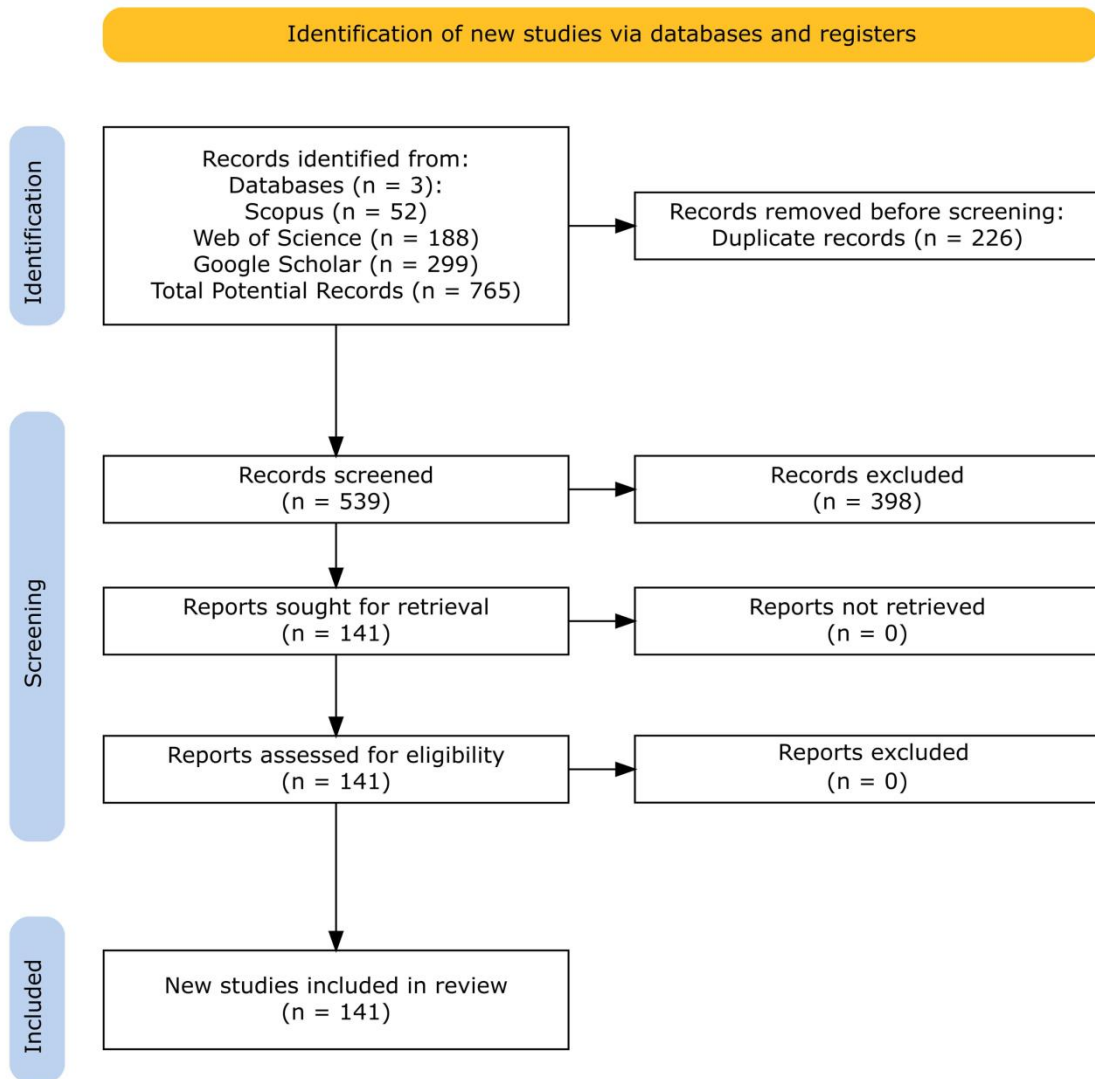 Identification of new studies via databases and registers
Identification
Records identified from:
Databases (n = 3):
Scopus (n = 52)
Web of Science (n = 188)
Google Scholar (n = 299)
Total Potential Records (n = 765)
Records removed before screening:
Duplicate records (n = 226)
Screening
Records screened
(n = 539)
Records excluded
(n = 398)
Reports sought for retrieval
(n = 141)
Reports not retrieved
(n = 0)
Reports assessed for eligibility
(n = 141)
Reports excluded
(n = 0)
Included
New studies included in review
(n = 141)